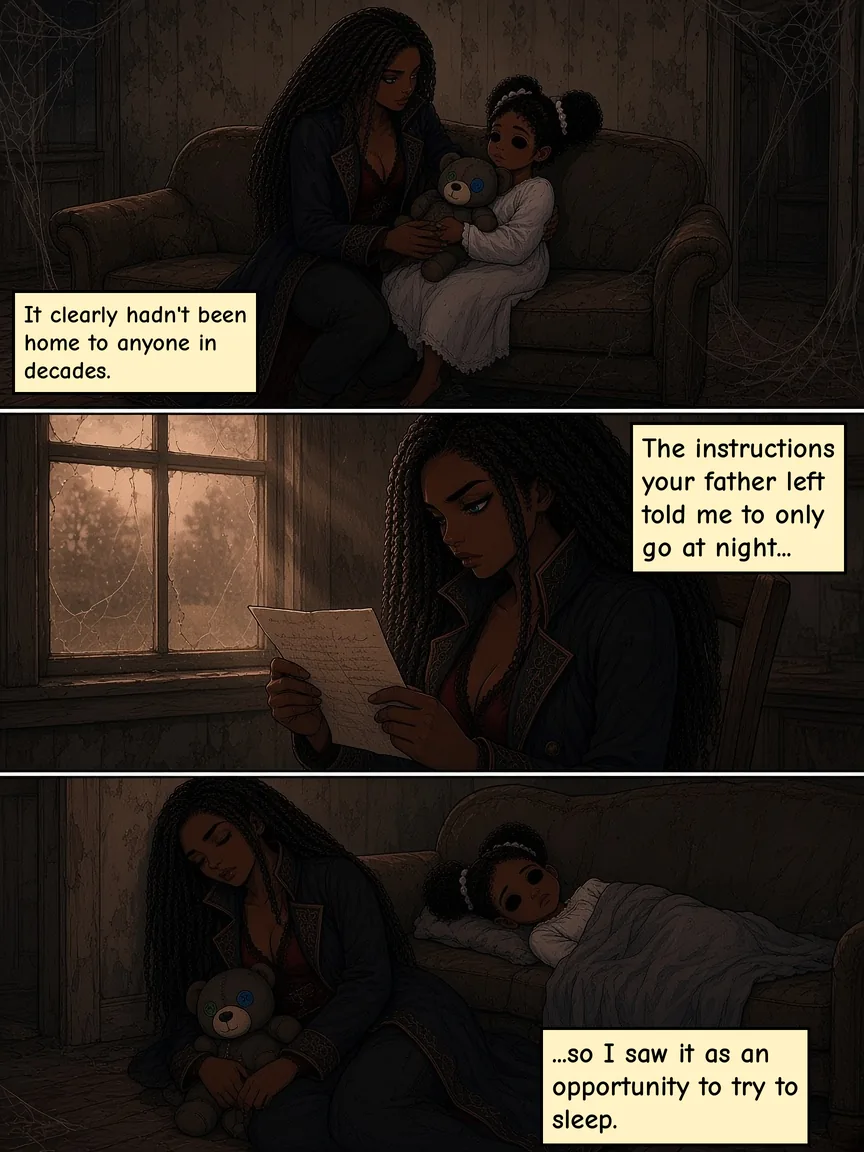 It clearly hadn't been
home to anyone in
decades.
The instructions
your father left
told me to only
go at night...
...so I saw it as an
opportunity to try to
sleep.